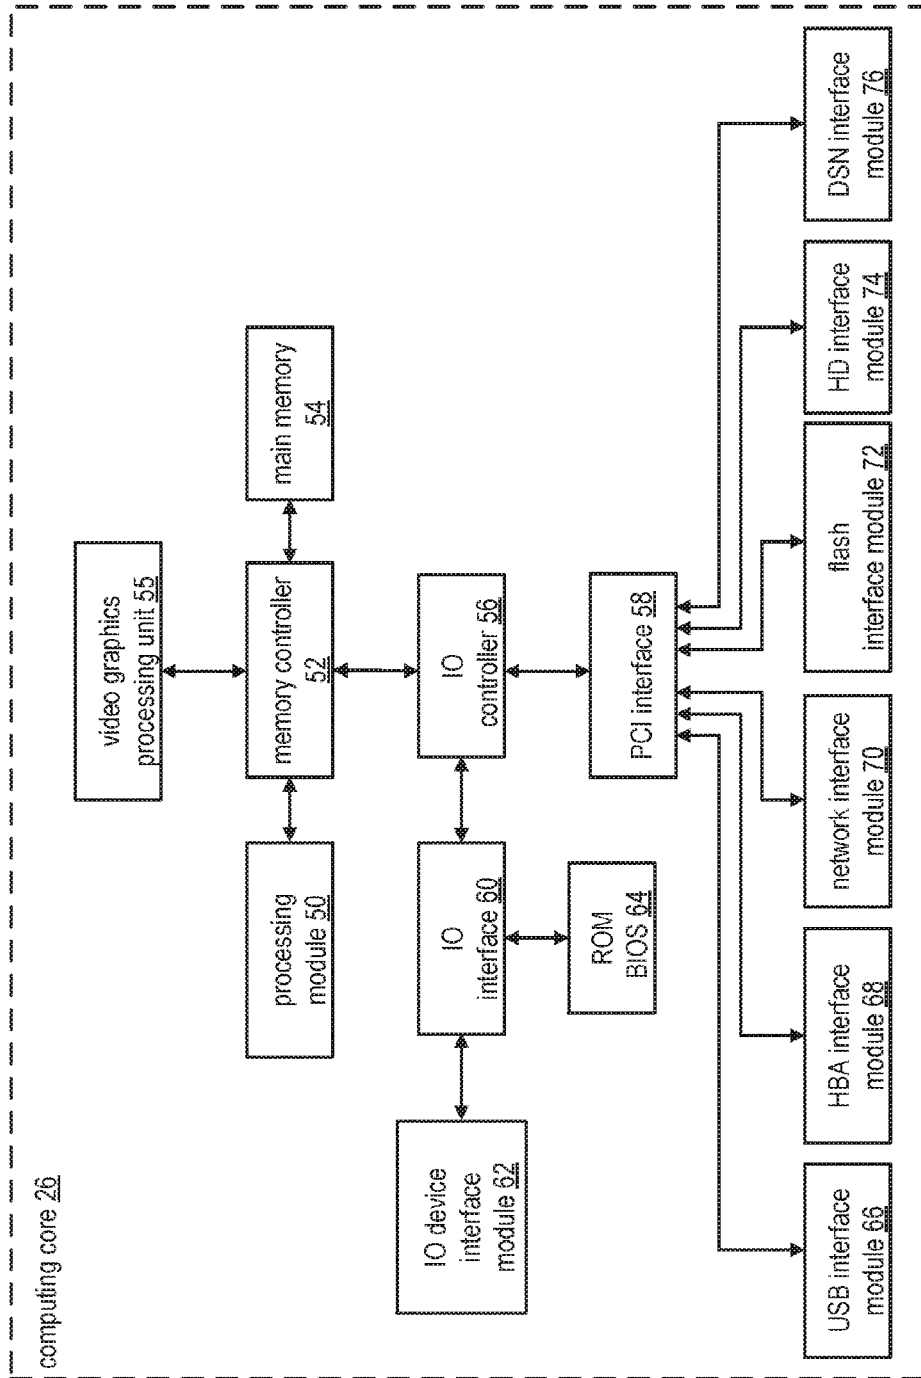 computing core 26
video graphics
processing unit 55
processing
module 50
memory controller
52
main memory
54
IO device
interface
module 62
IO
interface 60
IO
controller 56
ROM
BIOS 64
PCI interface 58
USB interface
module 66
HBA interface
module 68
network interface
module 70
flash
interface module 72
HD interface
module 74
DSN interface
module 76